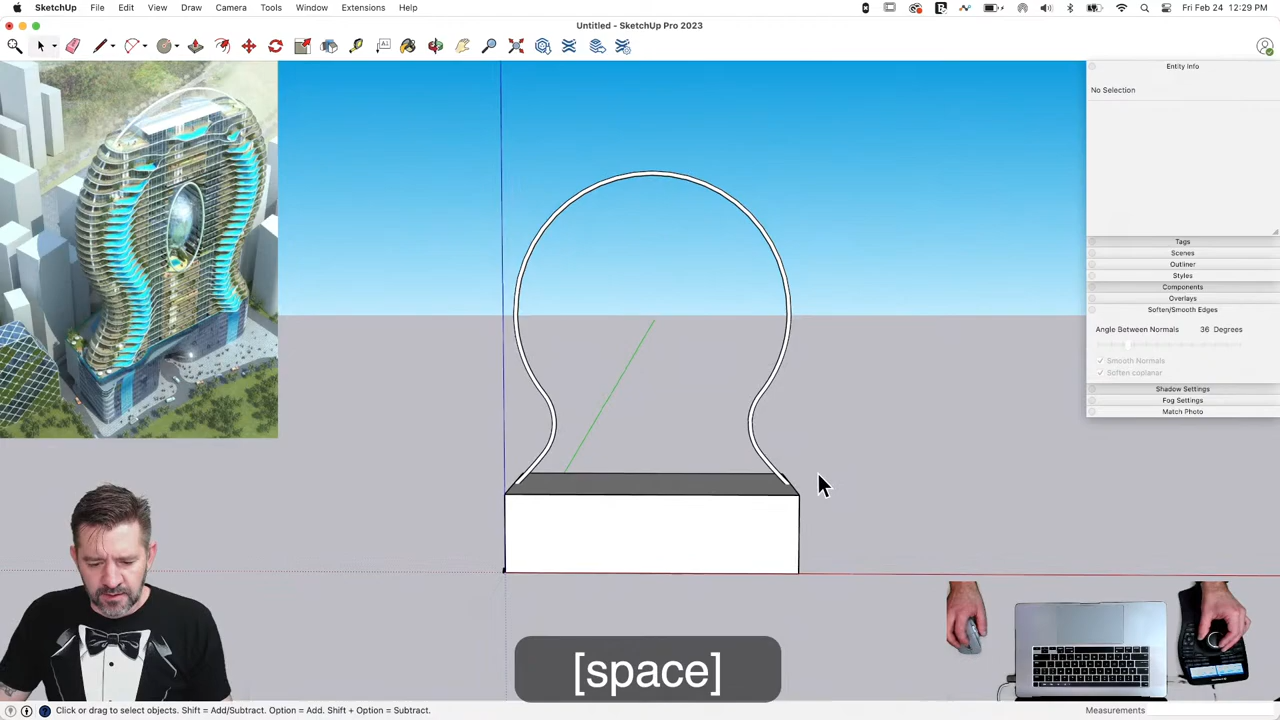 SketchUp File Edit View Draw Camera Tools Window Extensions Help Fri Feb 24 12:29 PM
Untitled - SketchUp Pro 2023
Entity Info
No Selection
Tags
Scenes
Outliner
Styles
Components
Overlays
Soften/Smooth Edges
Angle Between Normals 36 Degrees
Smooth Normals
Soften coplanar
Shadow Settings
Fog Settings
Match Photo
[space]
Click or drag to select objects. Shift = Add/Subtract. Option = Add. Shift + Option = Subtract. Measurements